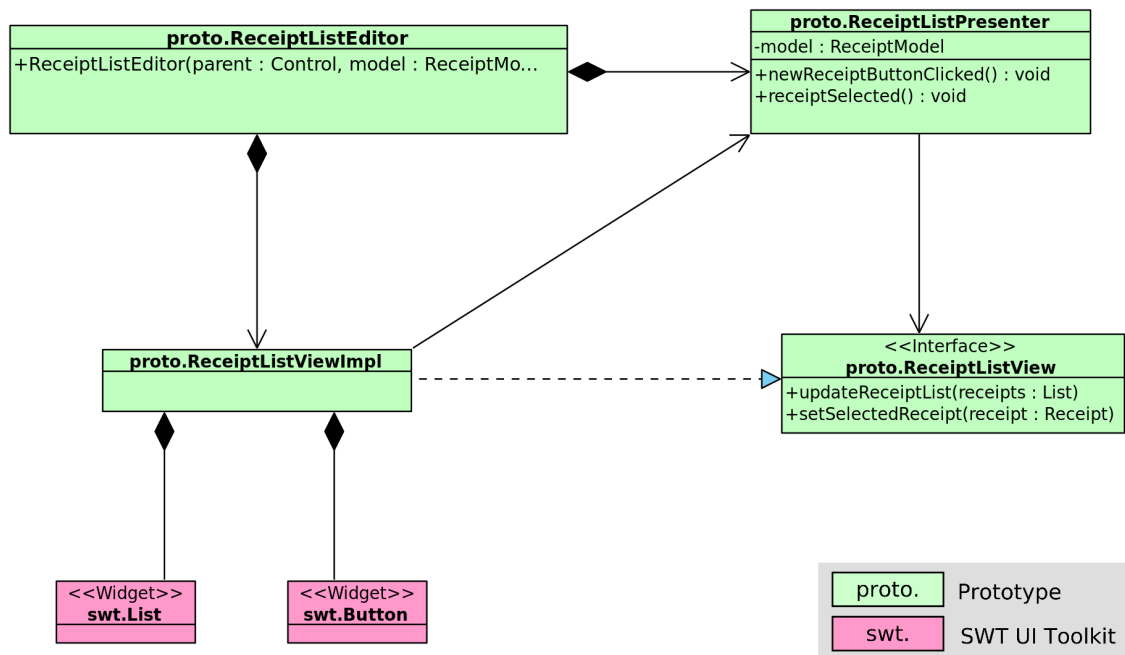 proto.ReceiptListEditor
+ReceiptListEditor(parent : Control, model : ReceiptMo...
proto.ReceiptListPresenter
-model : ReceiptModel
+newReceiptButtonClicked() : void
+receiptSelected() : void
proto.ReceiptListViewImpl
<<Interface>>
proto.ReceiptListView
+updateReceiptList(receipts : List)
+setSelectedReceipt(receipt : Receipt)
<<Widget>>
swt.List
<<Widget>>
swt.Button
proto. Prototype
swt. SWT UI Toolkit